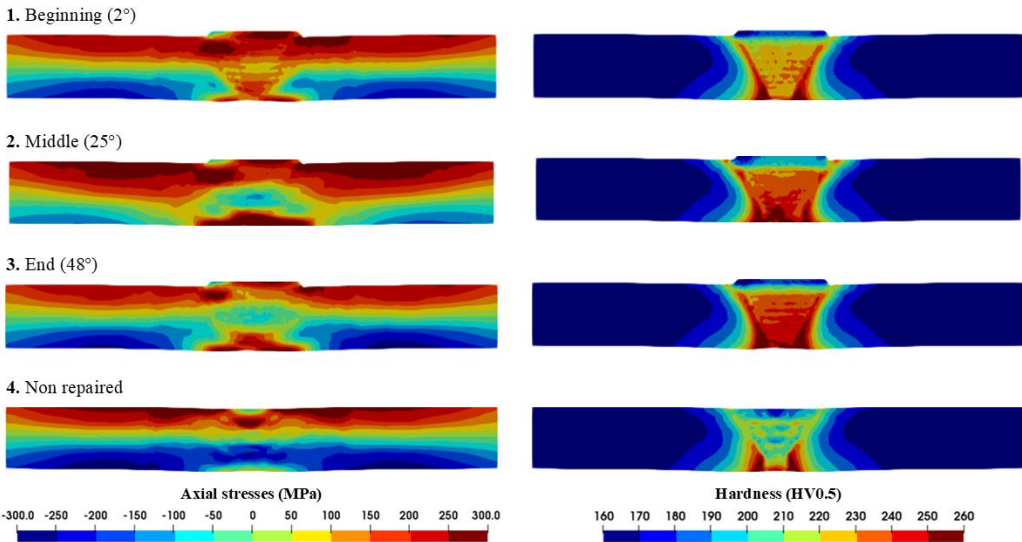 1. Beginning (2°)
2. Middle (25°)
3. End (48°)
4. Non repaired
Axial stresses (MPa)
-300.0 -250 -200 -150 -100 -50 0 50 100 150 200 250 300.0
Hardness (HV0.5)
160 170 180 190 200 210 220 230 240 250 260